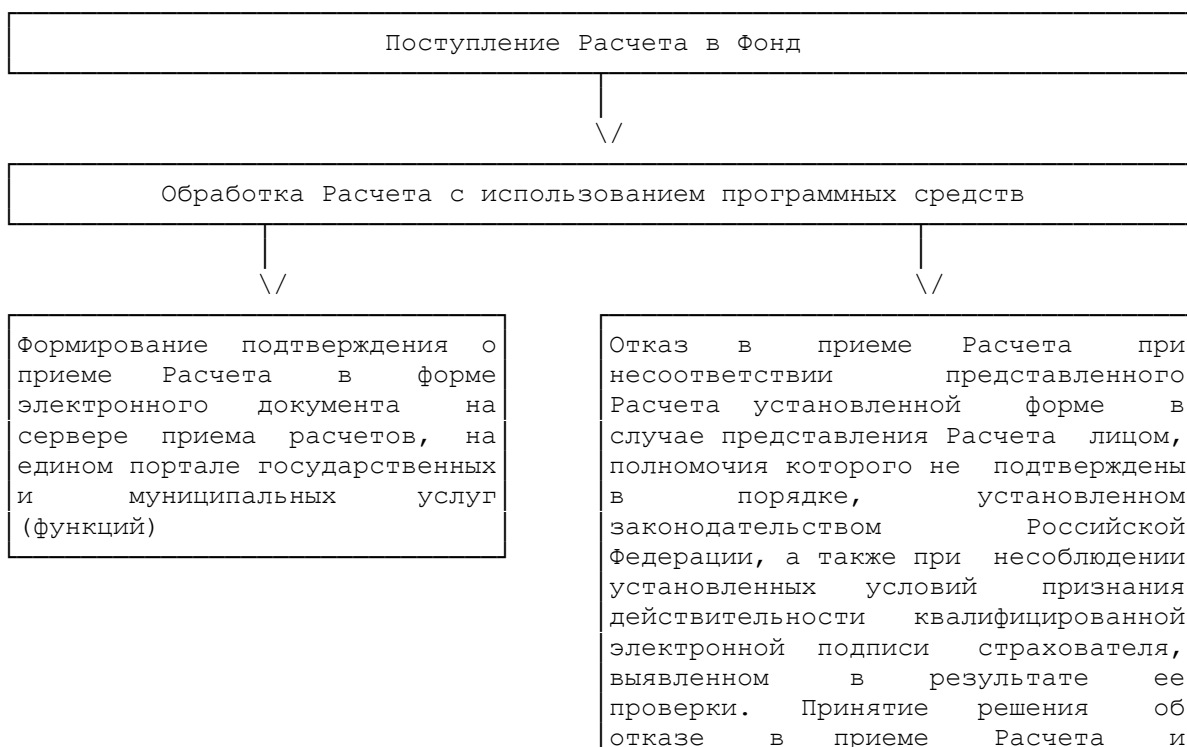 Поступление Расчета в Фонд
Обработка Расчета с использованием программных средств
Формирование подтверждения о
приеме Расчета в форме
электронного документа на
сервере приема расчетов, на
едином портале государственных
и муниципальных услуг
(функций)
Отказ в приеме Расчета при
несоответствии представленного
Расчета установленной форме в
случае представления Расчета лицом,
полномочия которого не подтверждены
в порядке, установленном
законодательством Российской
Федерации, а также при несоблюдении
установленных условий признания
действительности квалифицированной
электронной подписи страхователя,
выявленном в результате ее
проверки. Принятие решения об
отказе в приеме Расчета и